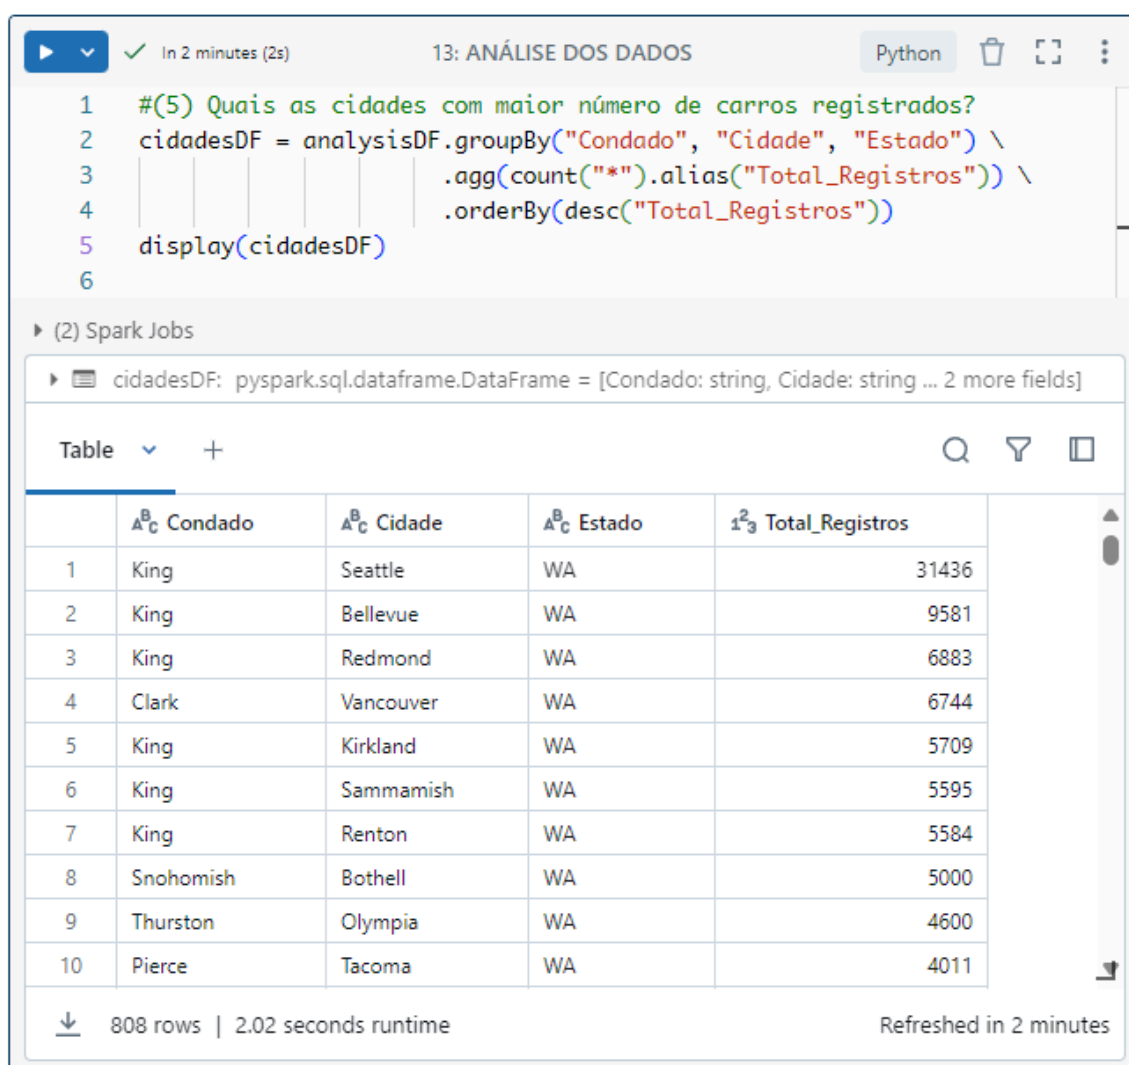 In 2 minutes (2s) 13: ANÁLISE DOS DADOS Python
1 #(5) Quais as cidades com maior número de carros registrados?
2 cidadesDF = analysisDF.groupBy("Condado", "Cidade", "Estado") \
3 .agg(count("*").alias("Total_Registros")) \
4 .orderBy(desc("Total_Registros"))
5 display(cidadesDF)
6
(2) Spark Jobs
cidadesDF: pyspark.sql.dataframe.DataFrame = [Condado: string, Cidade: string ... 2 more fields]
Table +
ABC Condado ABC Cidade ABC Estado 123 Total_Registros
1 King Seattle WA 31436
2 King Bellevue WA 9581
3 King Redmond WA 6883
4 Clark Vancouver WA 6744
5 King Kirkland WA 5709
6 King Sammamish WA 5595
7 King Renton WA 5584
8 Snohomish Bothell WA 5000
9 Thurston Olympia WA 4600
10 Pierce Tacoma WA 4011
808 rows | 2.02 seconds runtime Refreshed in 2 minutes